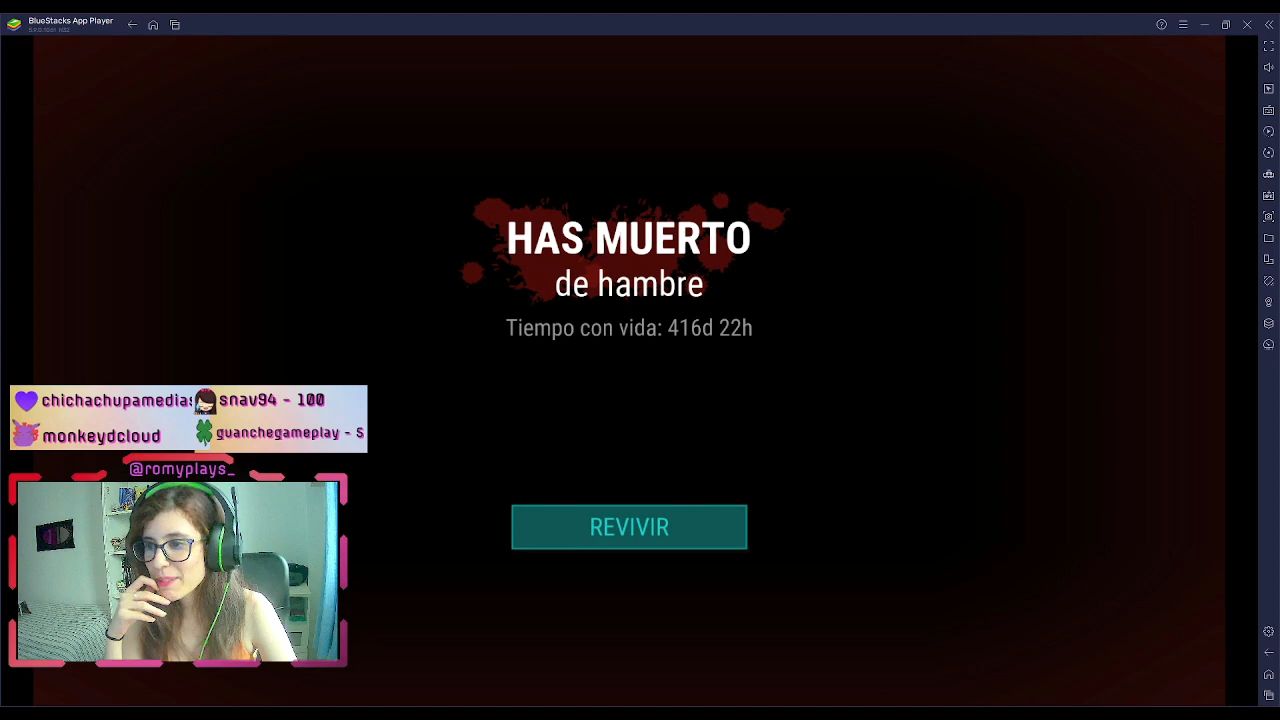 BlueStacks App Player
HAS MUERTO
de hambre
Tiempo con vida: 416d 22h
chichachupamedias
snav94 - 100
monkeydcloud
guanchegameplay - S
@romyplays_
REVIVIR